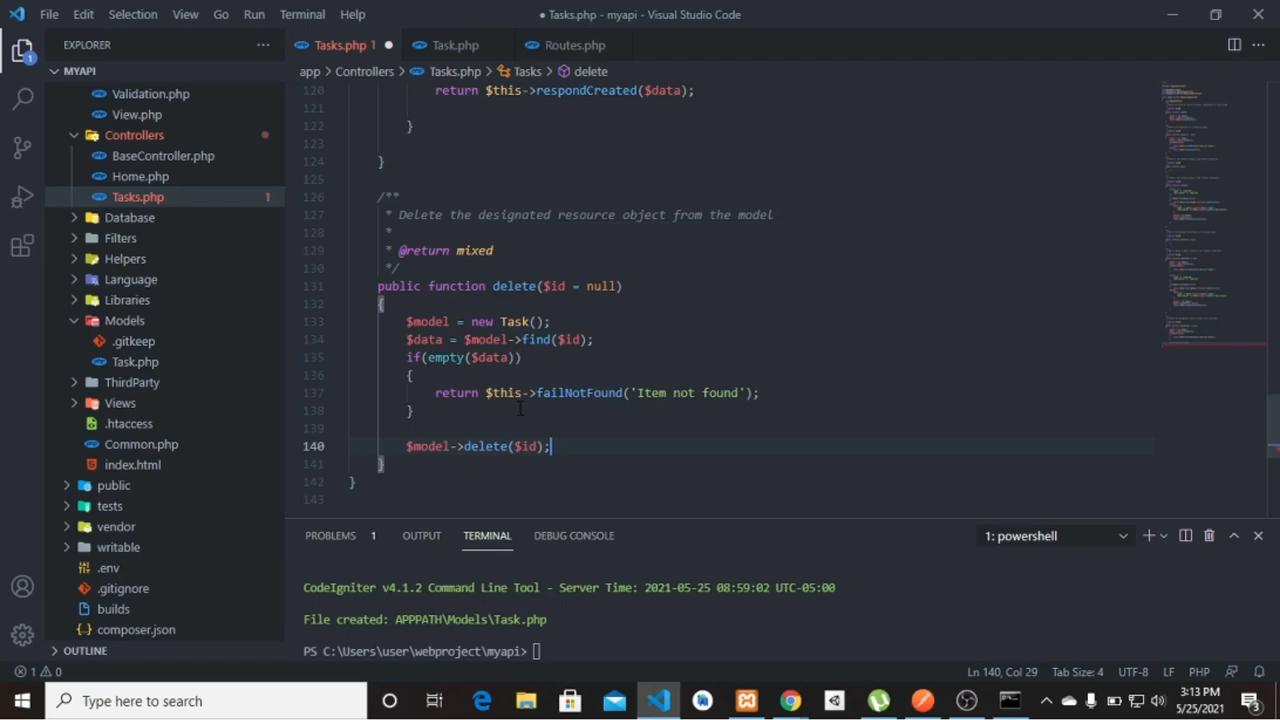 File Edit Selection View Go Run Terminal Help
● Tasks.php - myapi - Visual Studio Code
EXPLORER
Tasks.php 1
Task.php
Routes.php
MYAPI
app > Controllers > Tasks.php > Tasks > delete
Validation.php
View.php
Controllers
BaseController.php
Home.php
Tasks.php 1
Database
Filters
Helpers
Language
Libraries
Models
.gitkeep
Task.php
ThirdParty
Views
.htaccess
Common.php
index.html
public
tests
vendor
writable
.env
.gitignore
builds
composer.json
OUTLINE
120 return $this->respondCreated($data);
121
122 }
123
124 }
125
126 /**
127 * Delete the designated resource object from the model
128 *
129 * @return mixed
130 */
131 public function delete($id = null)
132 {
133 $model = new Task();
134 $data = $model->find($id);
135 if(empty($data))
136 {
137 return $this->failNotFound('Item not found');
138 }
139
140 $model->delete($id);
141 }
142 }
143
PROBLEMS 1 OUTPUT TERMINAL DEBUG CONSOLE
1: powershell
CodeIgniter v4.1.2 Command Line Tool - Server Time: 2021-05-25 08:59:02 UTC-05:00
File created: APPPATH\Models\Task.php
PS C:\Users\user\webproject\myapi>
1 0
Ln 140, Col 29 Tab Size: 4 UTF-8 LF PHP
Type here to search
3:13 PM
5/25/2021
3